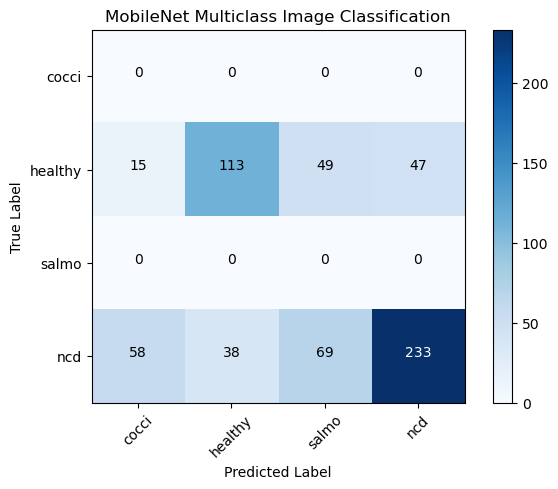 MobileNet Multiclass Image Classification
True Label
cocci 0 0 0 0
healthy 15 113 49 47
salmo 0 0 0 0
ncd 58 38 69 233
cocci healthy salmo ncd
Predicted Label
200
150
100
50
0